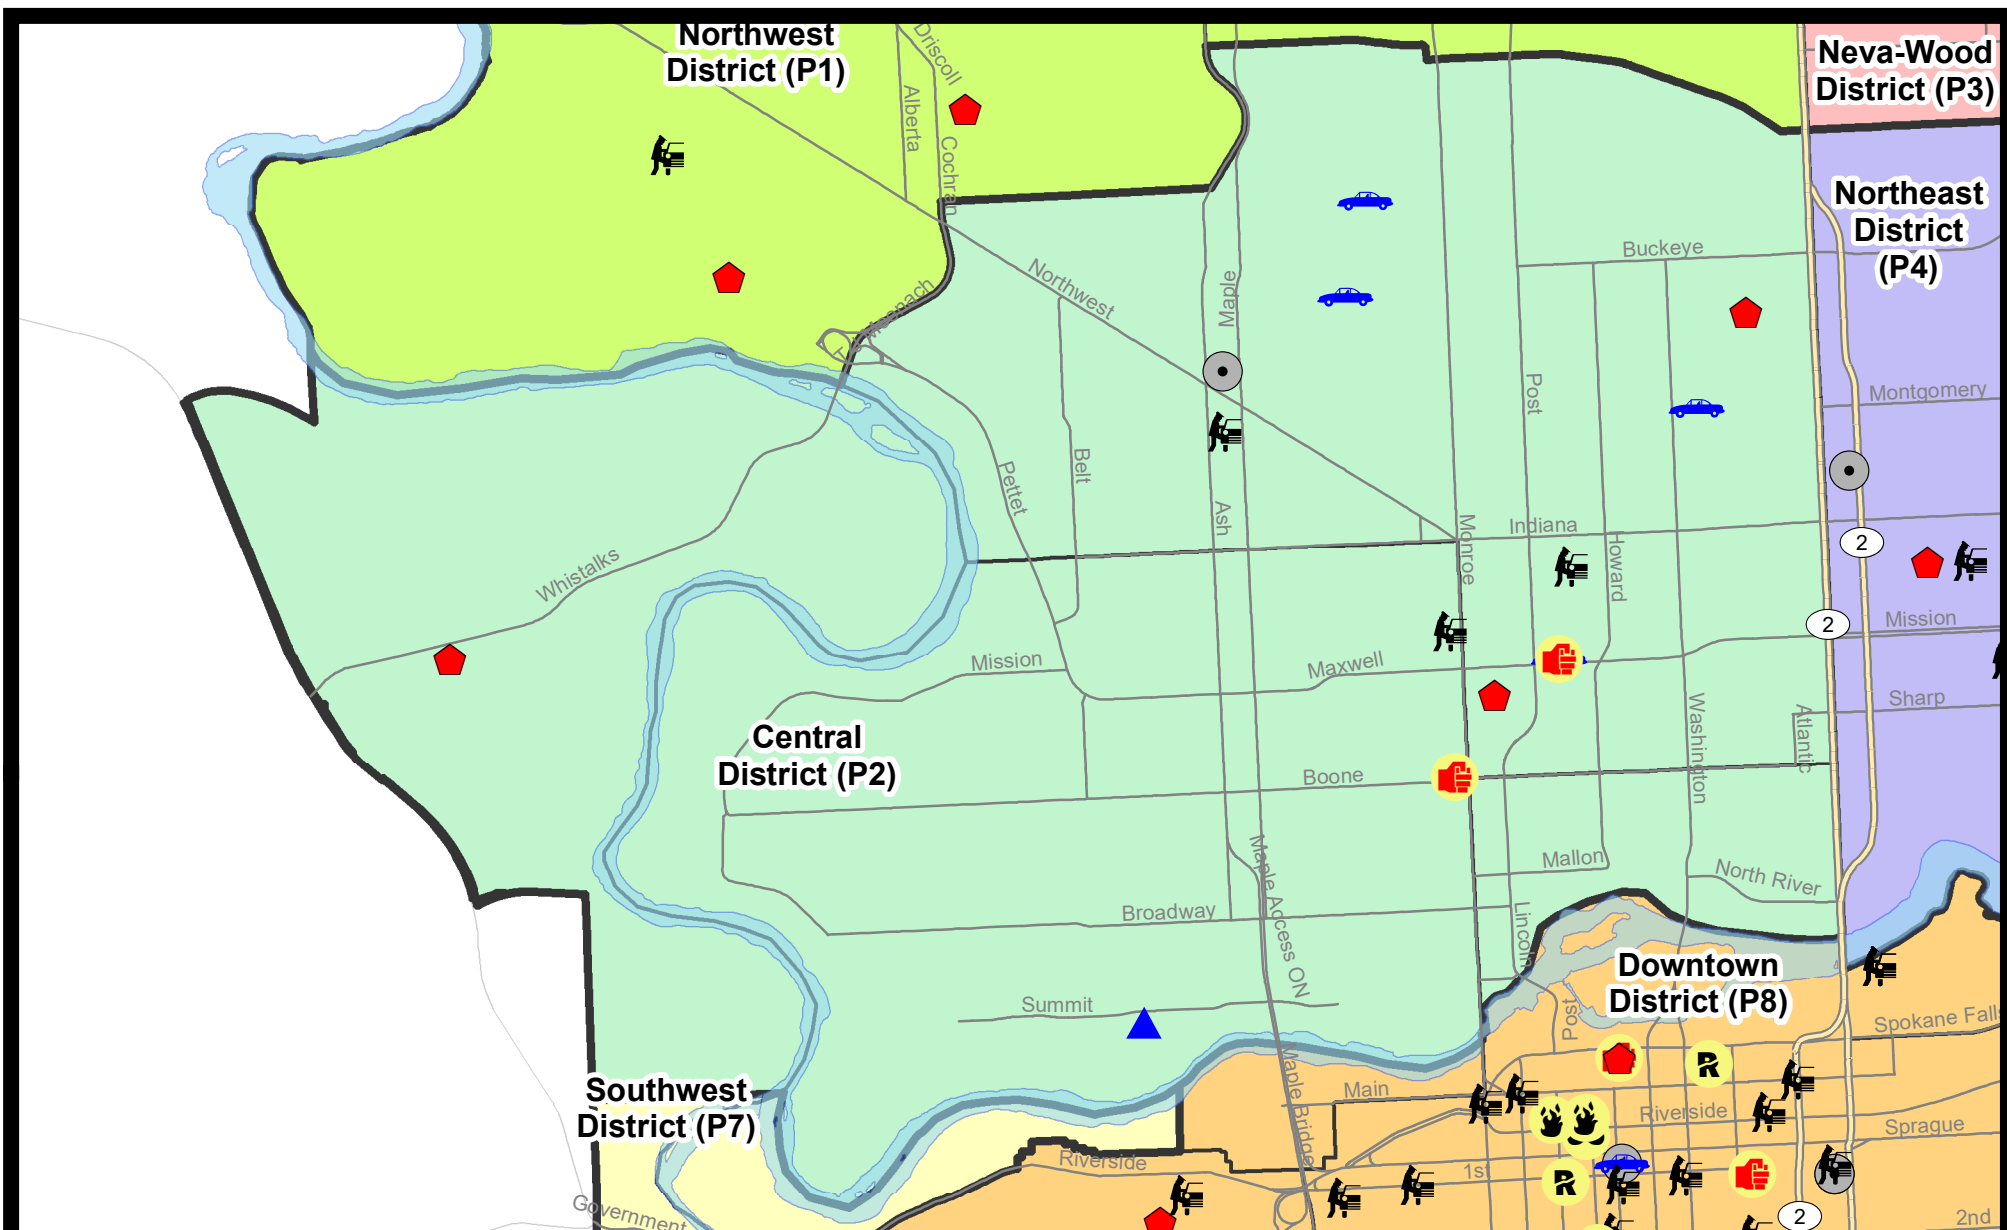 Northwest
District (P1)
Driscoll
Alberta
Cochran
Neva-Wood
District (P3)
Northeast
District
(P4)
Buckeye
Northwest
Maple
Post
Montgomery
Belt
Pettet
Ash
Monroe
Indiana
Howard
2
2
Whistalks
Mission
Mission
Maxwell
Sharp
Washington
Atlantic
Central
District (P2)
Boone
Mallon
North River
Maple Access ON
Broadway
Lincoln
Downtown
District (P8)
Summit
Post
Spokane Falls
Southwest
District (P7)
Main
Maple Bridge
Riverside
Sprague
Riverside
1st
R
R
Government
2
2nd